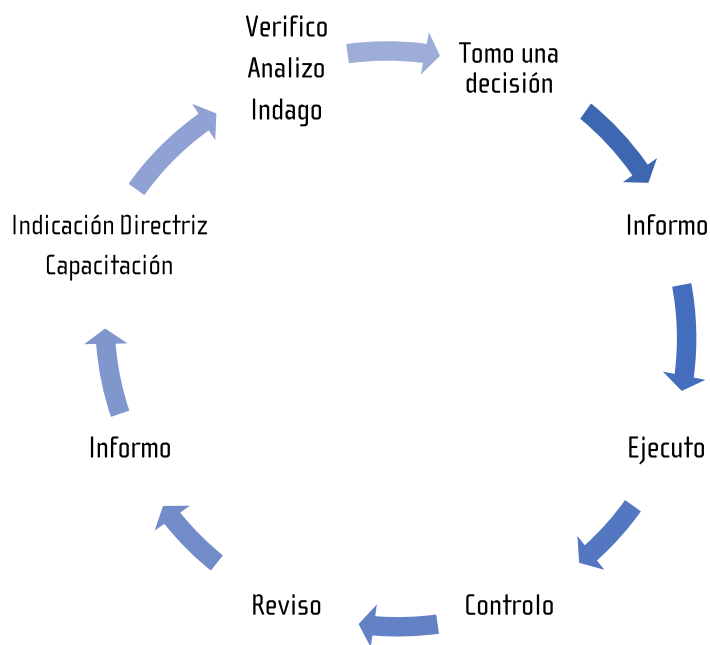 Verifico
Analizo
Indago
Tomo una
decisión
Informo
Ejecuto
Controlo
Reviso
Informo
Indicación Directriz
Capacitación